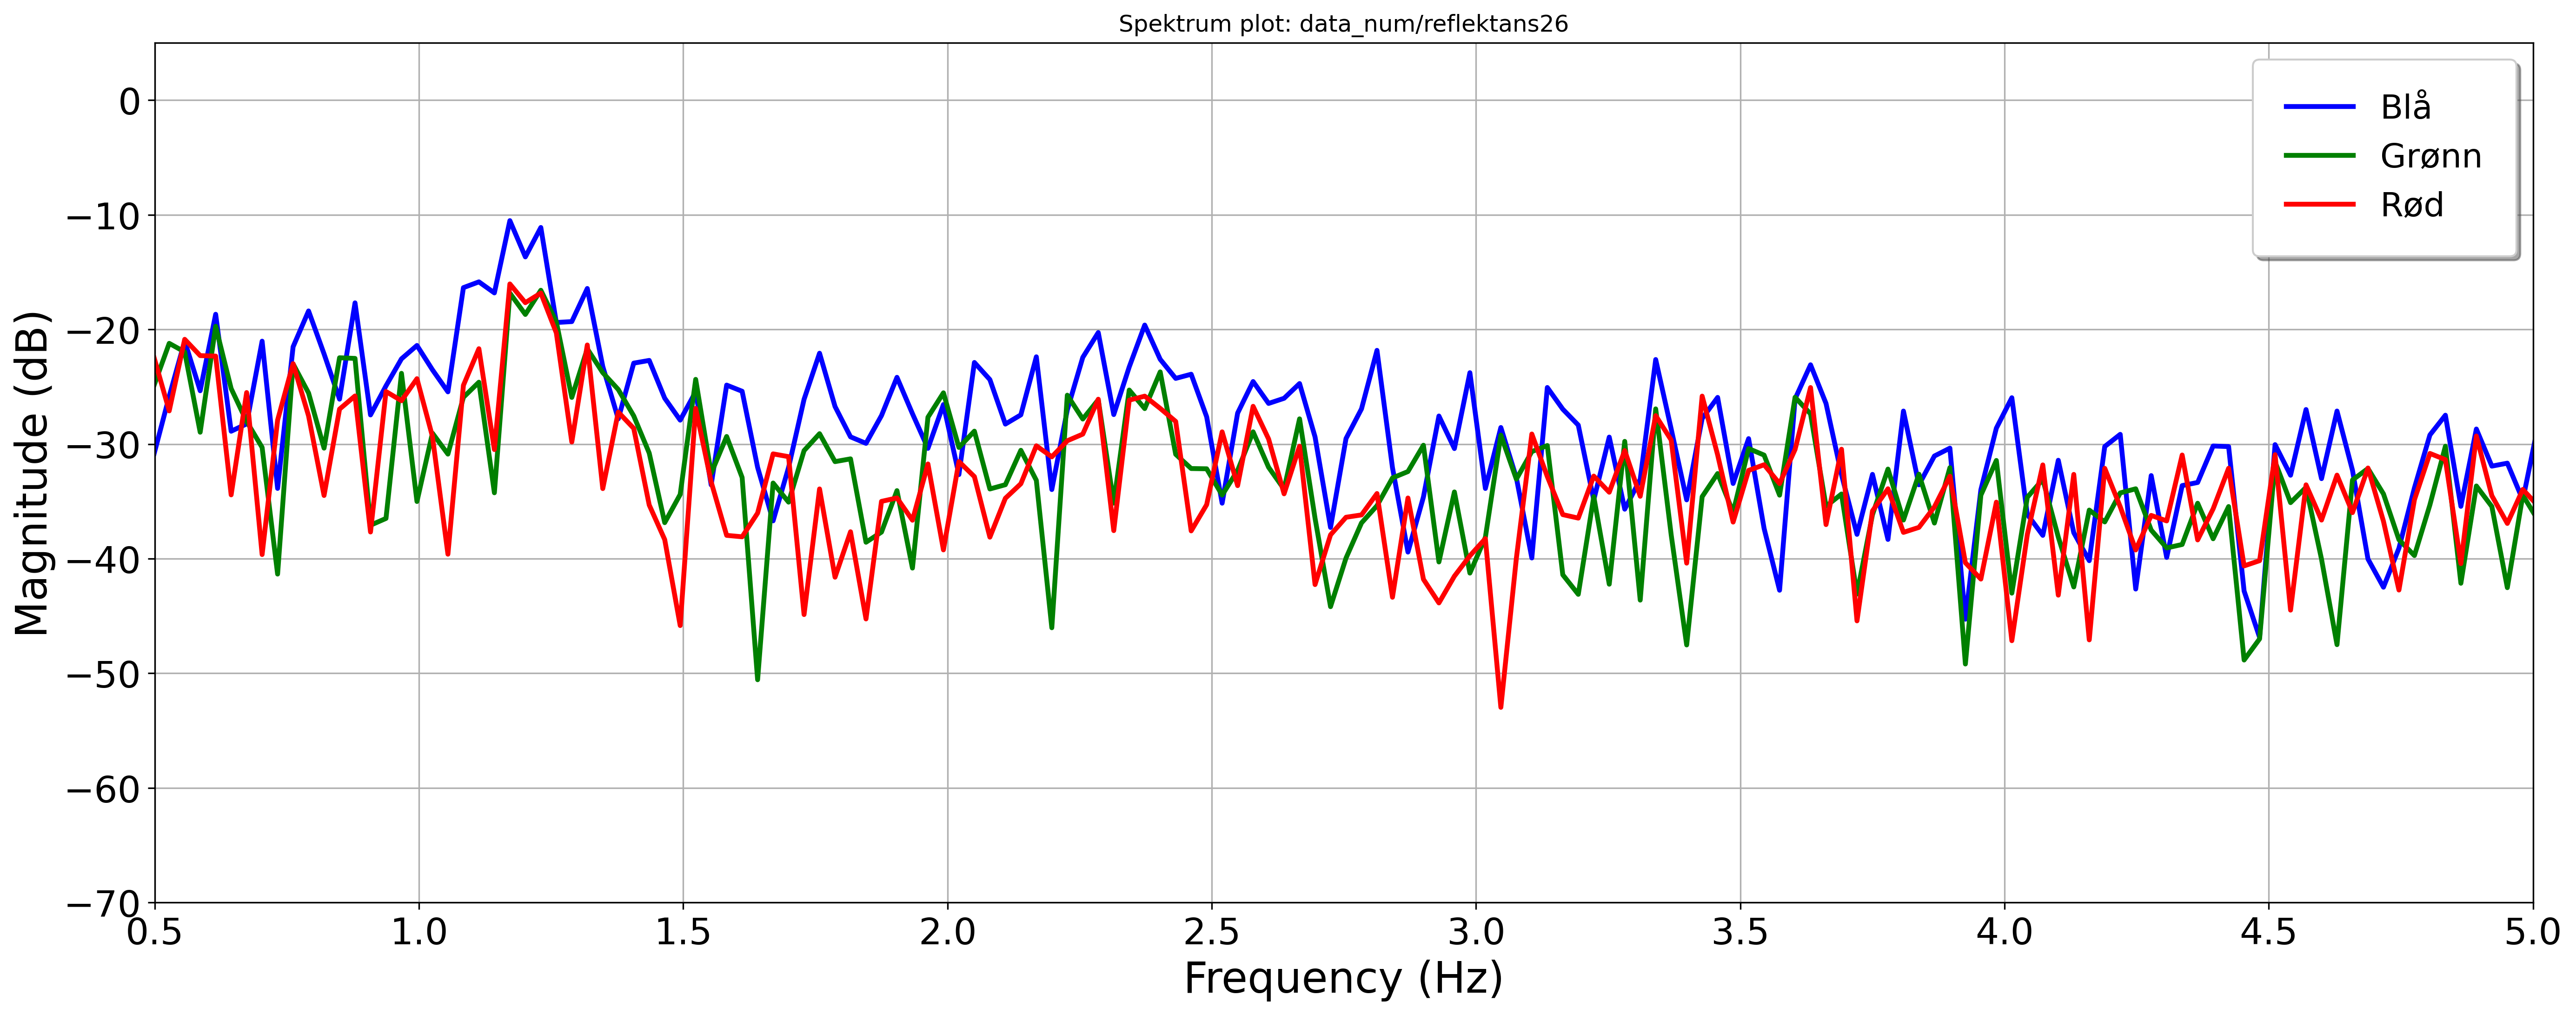 Spektrum plot: data_num/reflektans26
Magnitude (dB)
0
−10
−20
−30
−40
−50
−60
−70
Blå
Grønn
Rød
0.5 1.0 1.5 2.0 2.5 3.0 3.5 4.0 4.5 5.0
Frequency (Hz)